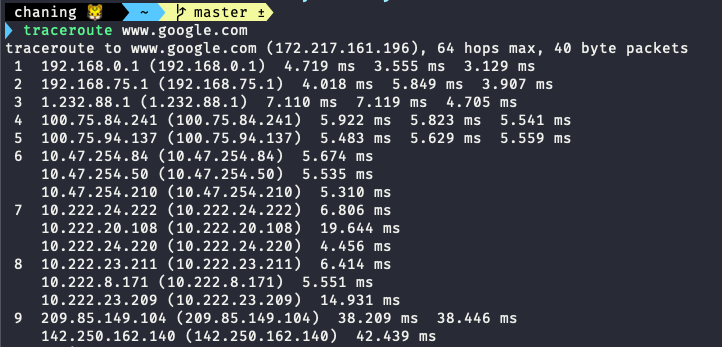 chaning 🐯 ~ master ±
traceroute www.google.com
traceroute to www.google.com (172.217.161.196), 64 hops max, 40 byte packets
1 192.168.0.1 (192.168.0.1) 4.719 ms 3.555 ms 3.129 ms
2 192.168.75.1 (192.168.75.1) 4.018 ms 5.849 ms 3.907 ms
3 1.232.88.1 (1.232.88.1) 7.110 ms 7.119 ms 4.705 ms
4 100.75.84.241 (100.75.84.241) 5.922 ms 5.823 ms 5.541 ms
5 100.75.94.137 (100.75.94.137) 5.483 ms 5.629 ms 5.559 ms
6 10.47.254.84 (10.47.254.84) 5.674 ms
10.47.254.50 (10.47.254.50) 5.535 ms
10.47.254.210 (10.47.254.210) 5.310 ms
7 10.222.24.222 (10.222.24.222) 6.806 ms
10.222.20.108 (10.222.20.108) 19.644 ms
10.222.24.220 (10.222.24.220) 4.456 ms
8 10.222.23.211 (10.222.23.211) 6.414 ms
10.222.8.171 (10.222.8.171) 5.551 ms
10.222.23.209 (10.222.23.209) 14.931 ms
9 209.85.149.104 (209.85.149.104) 38.209 ms 38.446 ms
142.250.162.140 (142.250.162.140) 42.439 ms